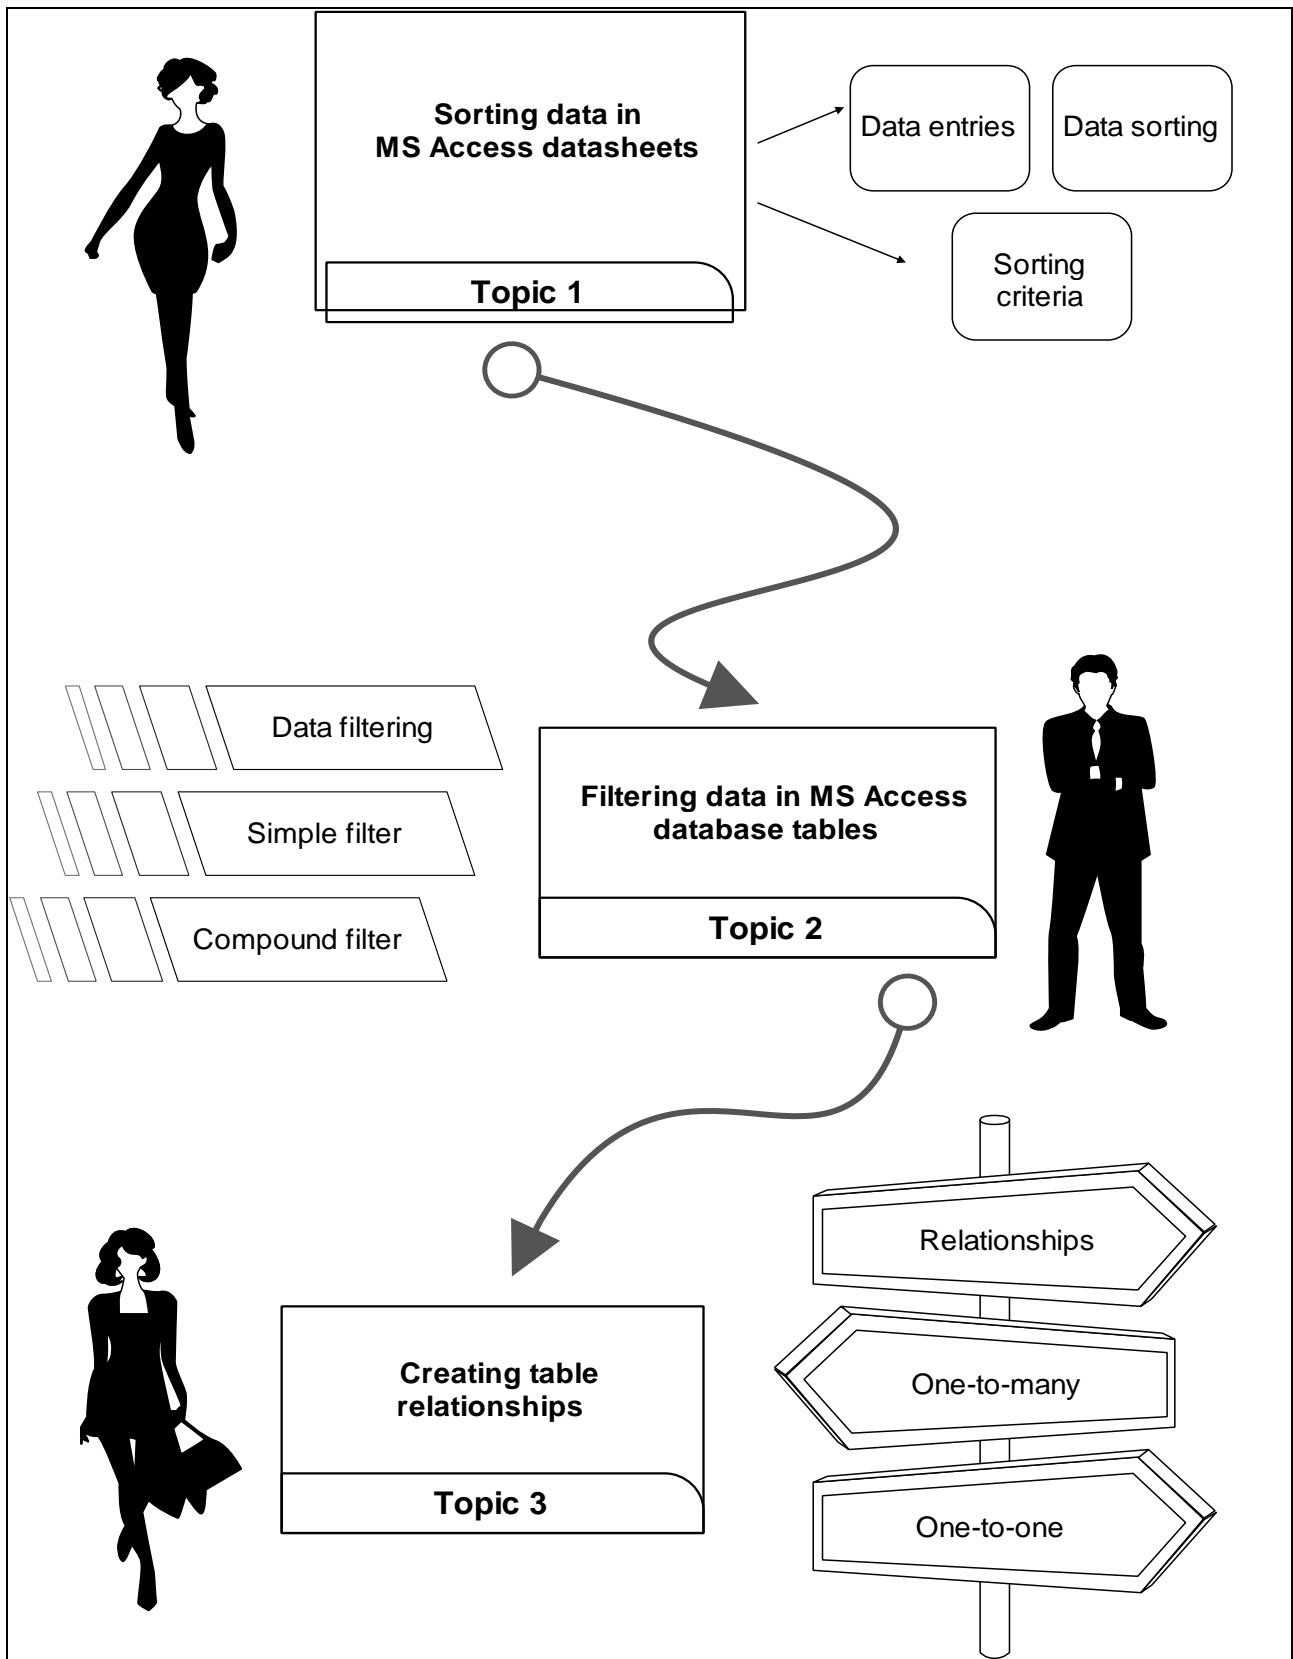 Sorting data in
MS Access datasheets
Topic 1
Data entries
Data sorting
Sorting
criteria
Data filtering
Simple filter
Compound filter
Filtering data in MS Access
database tables
Topic 2
Creating table
relationships
Topic 3
Relationships
One-to-many
One-to-one